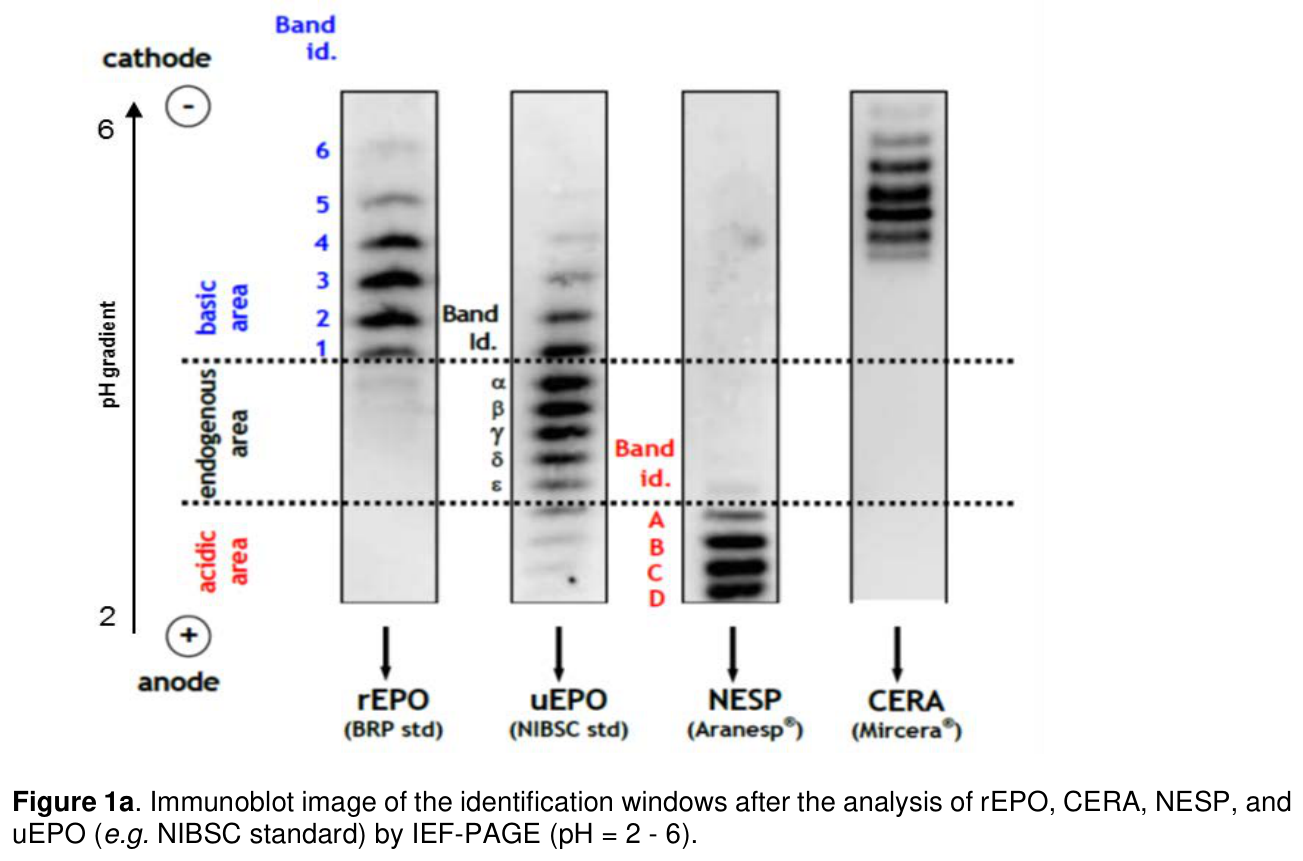 Band
id.
cathode
-
6
6
5
4
3
2
1
basic
area
pH gradient
Band
Id.
endogenous
area
α
β
γ
δ
ε
Band
id.
acidic
area
A
B
C
D
2
+
anode
rEPO
(BRP std)
uEPO
(NIBSC std)
NESP
(Aranesp®)
CERA
(Mircera®)
Figure 1a. Immunoblot image of the identification windows after the analysis of rEPO, CERA, NESP, and
uEPO (e.g. NIBSC standard) by IEF-PAGE (pH = 2 - 6).